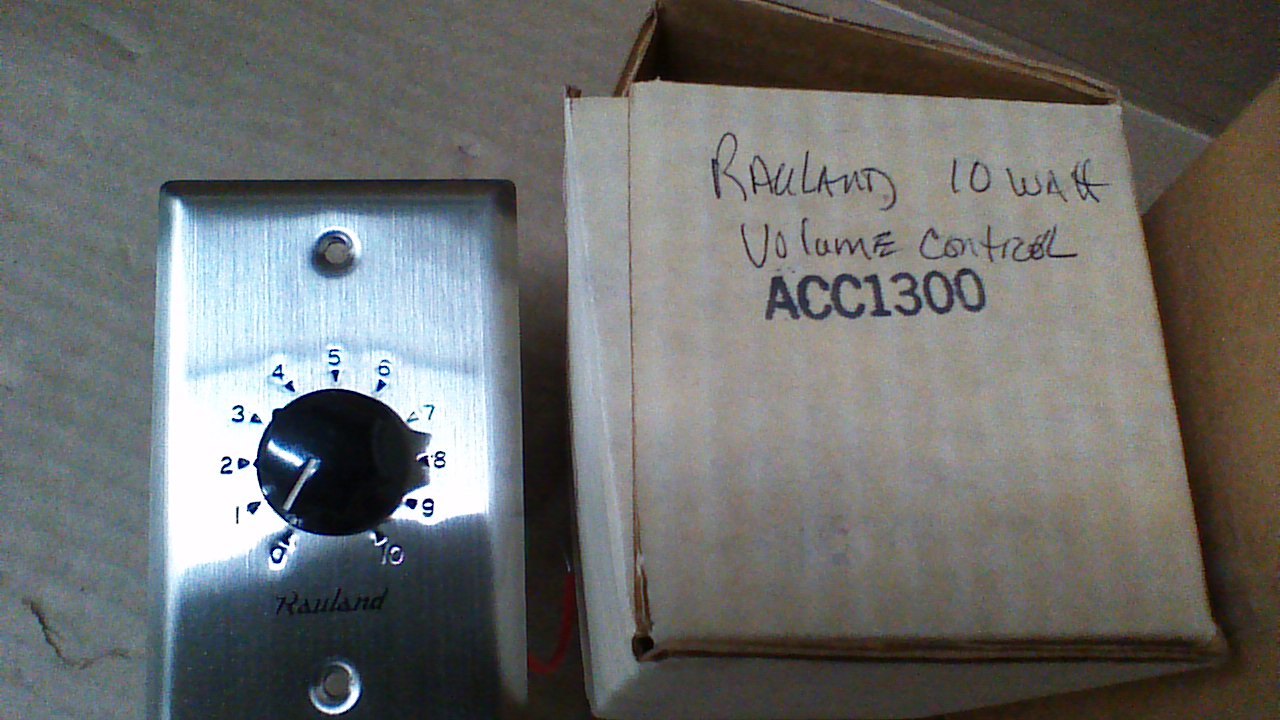 5
4 6
3 7
2 8
1 9
0 10
Rauland
RAULAND 10 WATT
VOlumE CONTROL
ACC1300